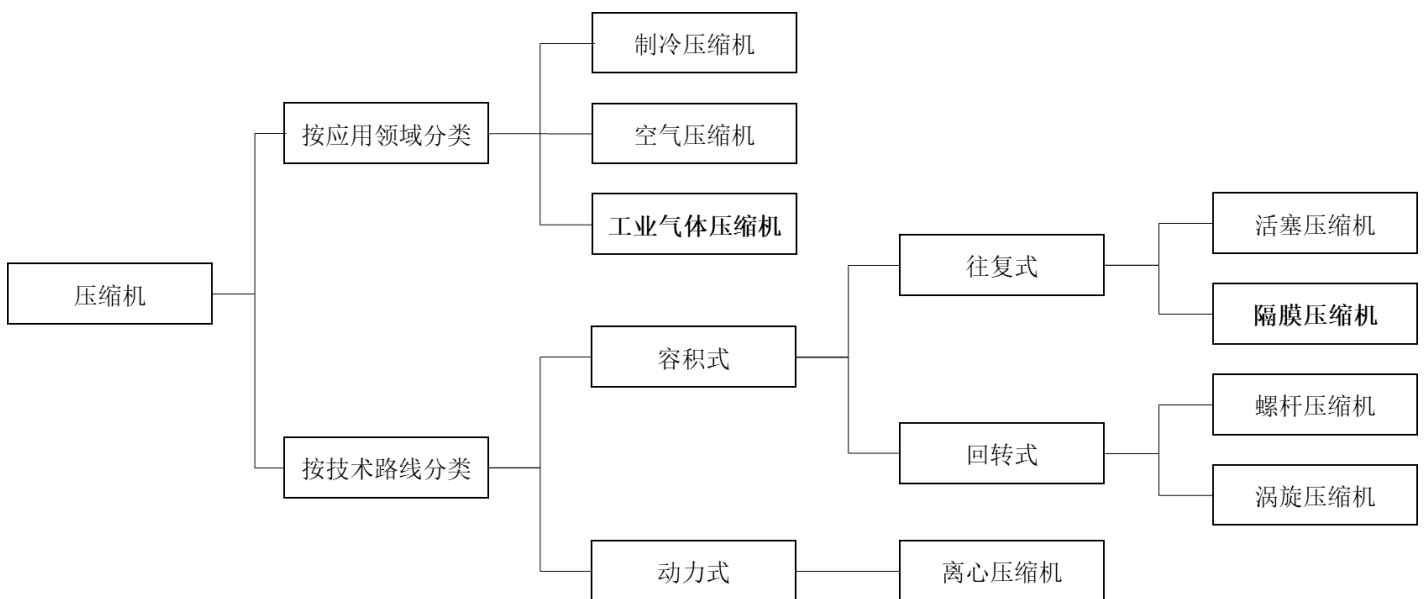 压缩机
按应用领域分类
制冷压缩机
空气压缩机
工业气体压缩机
按技术路线分类
容积式
往复式
活塞压缩机
隔膜压缩机
回转式
螺杆压缩机
涡旋压缩机
动力式
离心压缩机